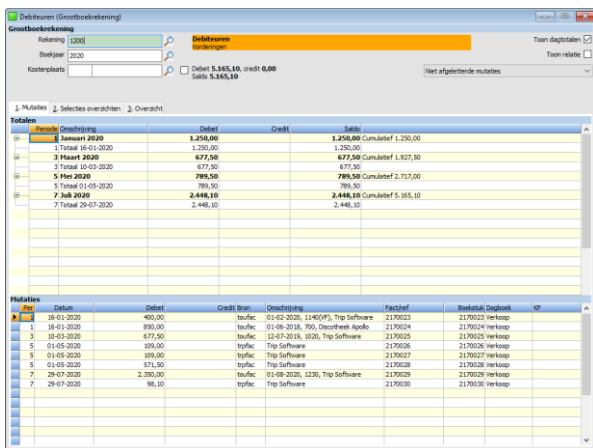 Debiteuren (Grootboekrekening)
Grootboekrekening
Rekening 1200 Debiteuren Toon dagtotalen
Vorderingen
Boekjaar 2020 Toon relatie
Kostenplaats Debet 5.165,10, credit 0,00 Niet afgeletterde mutaties
Saldo 5.165,10
1. Mutaties 2. Selecties overzichten 3. Overzicht
Totalen
Periode Omschrijving Debet Credit Saldo
1 Januari 2020 1.250,00 1.250,00 Cumulatief 1.250,00
1 Totaal 16-01-2020 1.250,00 1.250,00
3 Maart 2020 677,50 677,50 Cumulatief 1.927,50
3 Totaal 10-03-2020 677,50 677,50
5 Mei 2020 789,50 789,50 Cumulatief 2.717,00
5 Totaal 01-05-2020 789,50 789,50
7 Juli 2020 2.448,10 2.448,10 Cumulatief 5.165,10
7 Totaal 29-07-2020 2.448,10 2.448,10
Mutaties
Per Datum Debet Credit Bron Omschrijving Fact/ref Boekstuk Dagboek KP
1 16-01-2020 400,00 toufac 01-02-2020, 1140(VF), Trip Software 2170023 2170023 Verkoop
1 16-01-2020 850,00 toufac 01-06-2018, 700, Discotheek Apollo 2170024 2170024 Verkoop
3 10-03-2020 677,50 toufac 12-07-2019, 1020, Trip Software 2170025 2170025 Verkoop
5 01-05-2020 109,00 trpfac Trip Software 2170026 2170026 Verkoop
5 01-05-2020 109,00 trpfac Trip Software 2170027 2170027 Verkoop
5 01-05-2020 571,50 trpfac Trip Software 2170028 2170028 Verkoop
7 29-07-2020 2.350,00 toufac 01-08-2020, 1230, Trip Software 2170029 2170029 Verkoop
7 29-07-2020 98,10 trpfac Trip Software 2170030 2170030 Verkoop